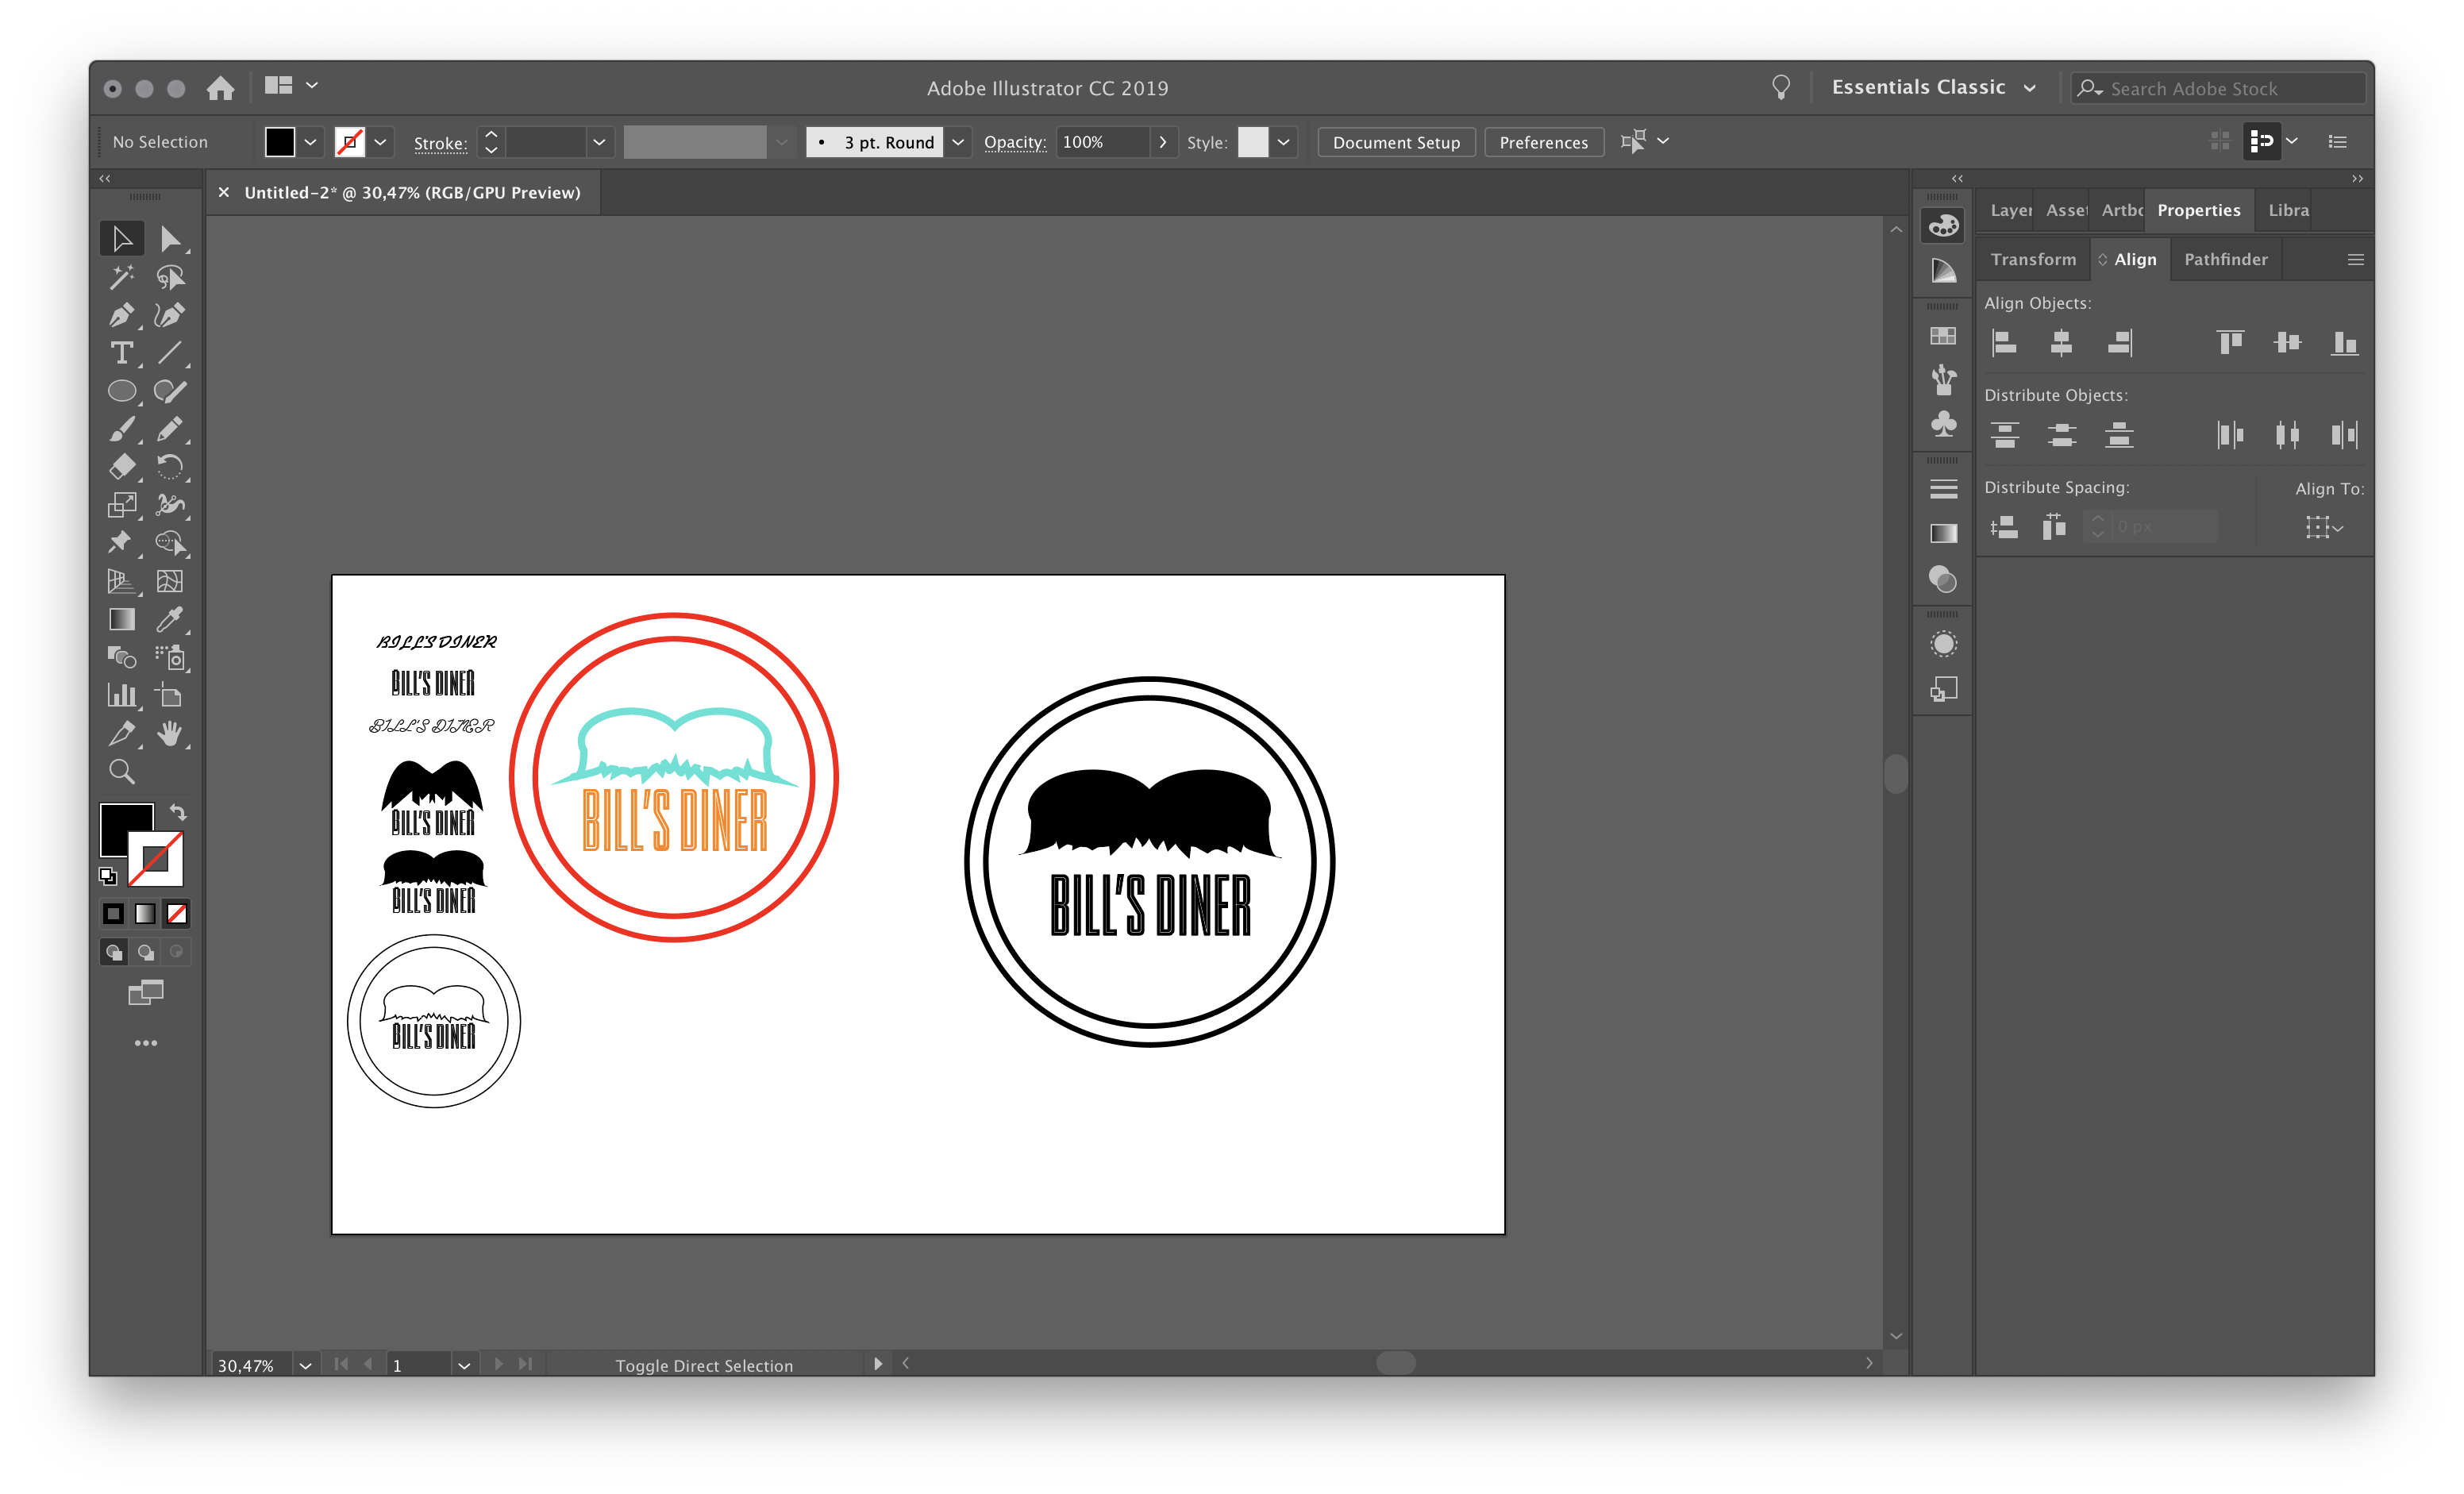 Adobe Illustrator CC 2019
Essentials Classic
Search Adobe Stock
No Selection
Stroke:
3 pt. Round
Opacity: 100%
Style:
Document Setup
Preferences
Untitled-2* @ 30,47% (RGB/GPU Preview)
Layer Asset Artbo Properties Libra
Transform Align Pathfinder
Align Objects:
Distribute Objects:
Distribute Spacing:
Align To:
0 px
BILL'S DINER
BILL'S DINER
BILL'S DINER
BILL'S DINER
BILL'S DINER
BILL'S DINER
BILL'S DINER
BILL'S DINER
30,47%
1
Toggle Direct Selection